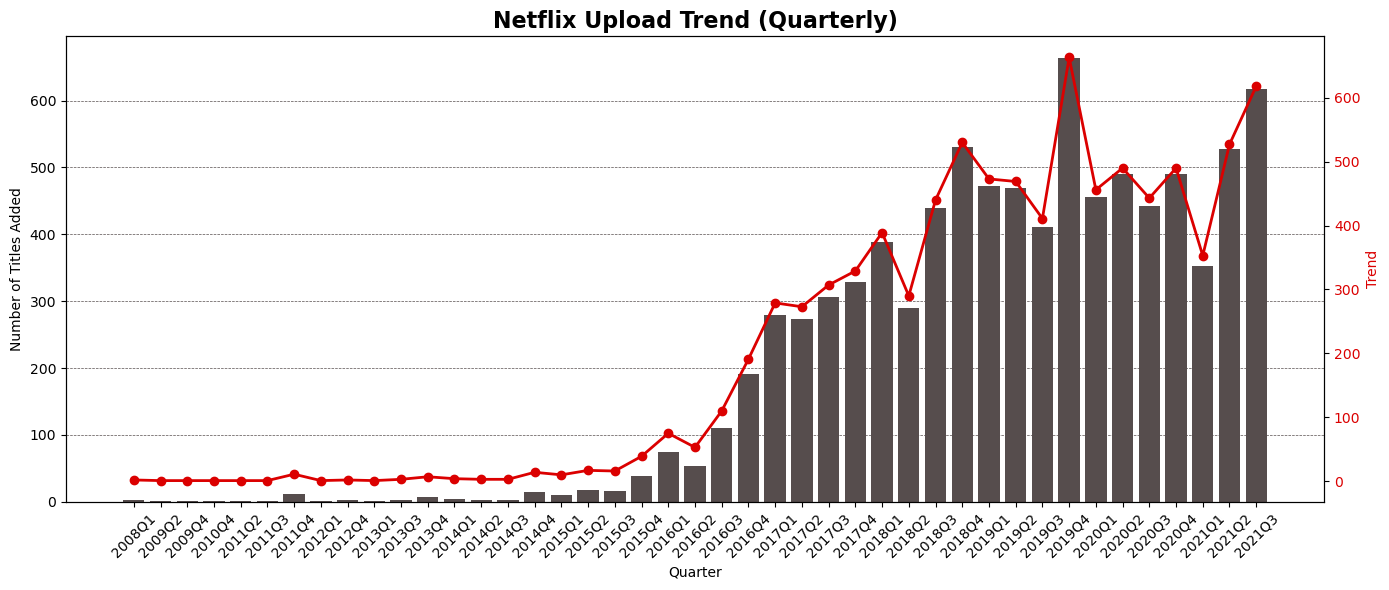 Netflix Upload Trend (Quarterly)
Number of Titles Added
600
500
400
300
200
100
0
600
500
400
300
200
100
0
Trend
2008Q1 2009Q2 2009Q4 2010Q4 2011Q2 2011Q3 2011Q4 2012Q1 2012Q4 2013Q1 2013Q3 2013Q4 2014Q1 2014Q2 2014Q3 2014Q4 2015Q1 2015Q2 2015Q3 2015Q4 2016Q1 2016Q2 2016Q3 2016Q4 2017Q1 2017Q2 2017Q3 2017Q4 2018Q1 2018Q2 2018Q3 2018Q4 2019Q1 2019Q2 2019Q3 2019Q4 2020Q1 2020Q2 2020Q3 2020Q4 2021Q1 2021Q2 2021Q3
Quarter